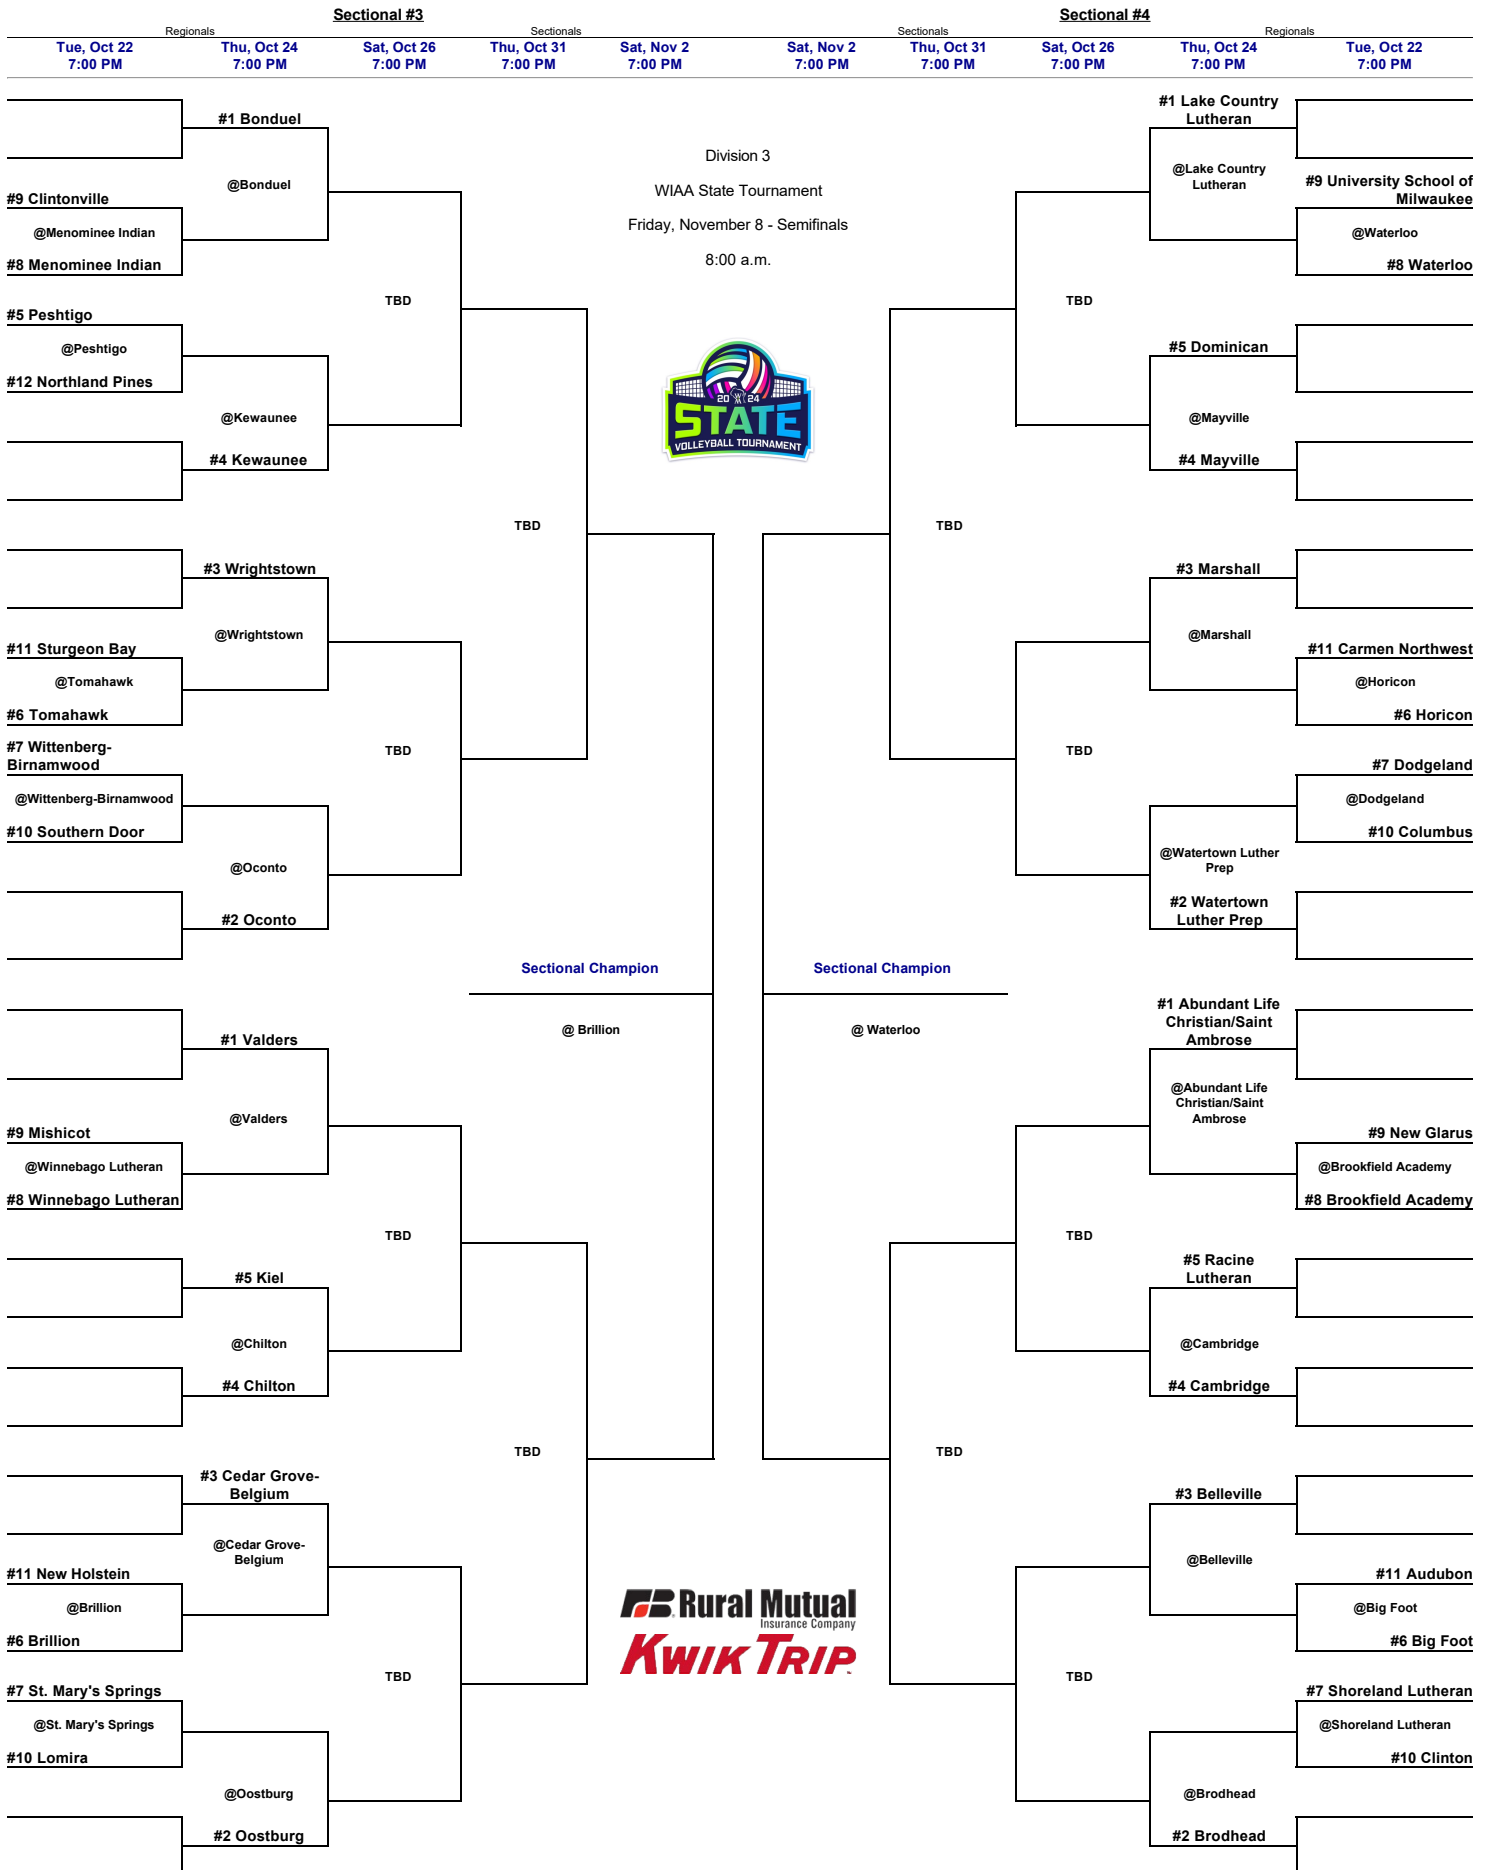 Sectional #3
Sectional #4
Regionals
Sectionals
Sectionals
Regionals
Tue, Oct 22
7:00 PM
Thu, Oct 24
7:00 PM
Sat, Oct 26
7:00 PM
Thu, Oct 31
7:00 PM
Sat, Nov 2
7:00 PM
Sat, Nov 2
7:00 PM
Thu, Oct 31
7:00 PM
Sat, Oct 26
7:00 PM
Thu, Oct 24
7:00 PM
Tue, Oct 22
7:00 PM
#1 Bonduel
@Bonduel
#9 Clintonville
@Menominee Indian
#8 Menominee Indian
TBD
#5 Peshtigo
@Peshtigo
#12 Northland Pines
@Kewaunee
#4 Kewaunee
TBD
#3 Wrightstown
@Wrightstown
#11 Sturgeon Bay
@Tomahawk
#6 Tomahawk
#7 Wittenberg-
Birnamwood
TBD
@Wittenberg-Birnamwood
#10 Southern Door
@Oconto
#2 Oconto
Sectional Champion
@ Brillion
#1 Valders
@Valders
#9 Mishicot
@Winnebago Lutheran
#8 Winnebago Lutheran
TBD
#5 Kiel
@Chilton
#4 Chilton
TBD
#3 Cedar Grove-
Belgium
@Cedar Grove-
Belgium
#11 New Holstein
@Brillion
#6 Brillion
TBD
#7 St. Mary's Springs
@St. Mary's Springs
#10 Lomira
@Oostburg
#2 Oostburg
Division 3
WIAA State Tournament
Friday, November 8 - Semifinals
8:00 a.m.
20 24
STATE
VOLLEYBALL TOURNAMENT
Rural Mutual
Insurance Company
KWIK TRIP
#1 Lake Country
Lutheran
@Lake Country
Lutheran
#9 University School of
Milwaukee
@Waterloo
#8 Waterloo
TBD
#5 Dominican
@Mayville
#4 Mayville
TBD
#3 Marshall
@Marshall
#11 Carmen Northwest
@Horicon
#6 Horicon
TBD
#7 Dodgeland
@Dodgeland
#10 Columbus
@Watertown Luther
Prep
#2 Watertown
Luther Prep
Sectional Champion
@ Waterloo
#1 Abundant Life
Christian/Saint
Ambrose
@Abundant Life
Christian/Saint
Ambrose
#9 New Glarus
@Brookfield Academy
#8 Brookfield Academy
TBD
#5 Racine
Lutheran
@Cambridge
#4 Cambridge
TBD
#3 Belleville
@Belleville
#11 Audubon
@Big Foot
#6 Big Foot
TBD
#7 Shoreland Lutheran
@Shoreland Lutheran
#10 Clinton
@Brodhead
#2 Brodhead